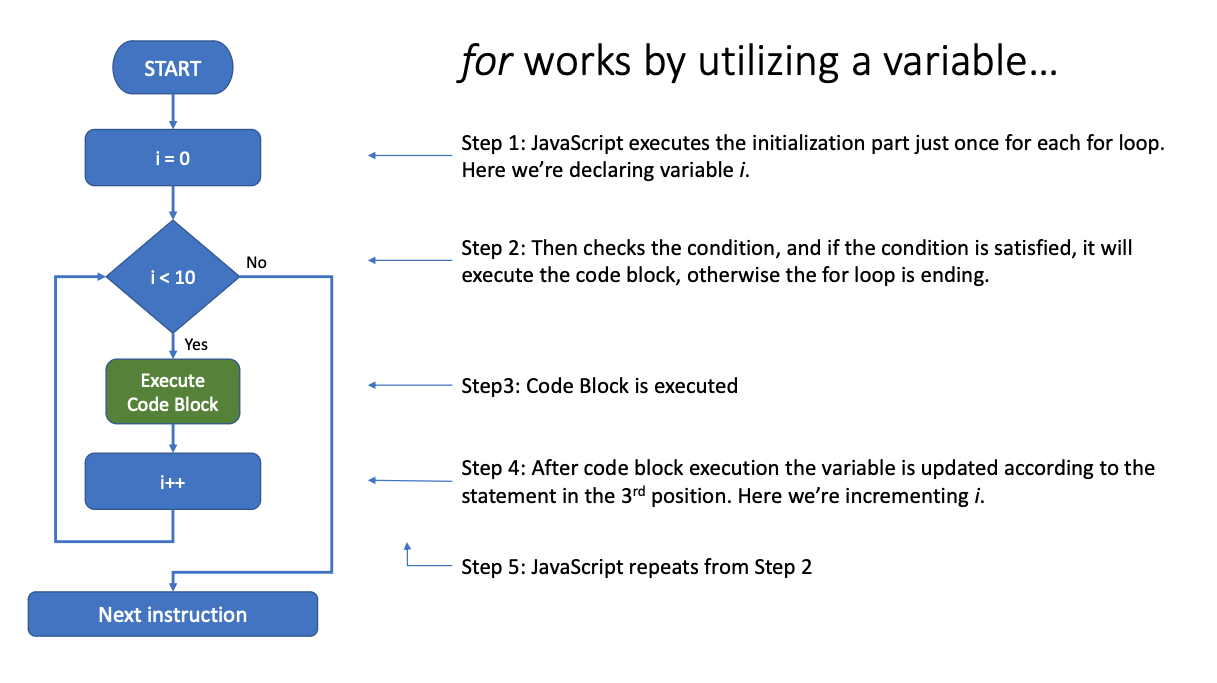 for works by utilizing a variable…
START
i = 0
Step 1: JavaScript executes the initialization part just once for each for loop.
Here we’re declaring variable i.
i < 10
No
Yes
Step 2: Then checks the condition, and if the condition is satisfied, it will
execute the code block, otherwise the for loop is ending.
Execute
Code Block
Step3: Code Block is executed
i++
Step 4: After code block execution the variable is updated according to the
statement in the 3rd position. Here we’re incrementing i.
Step 5: JavaScript repeats from Step 2
Next instruction